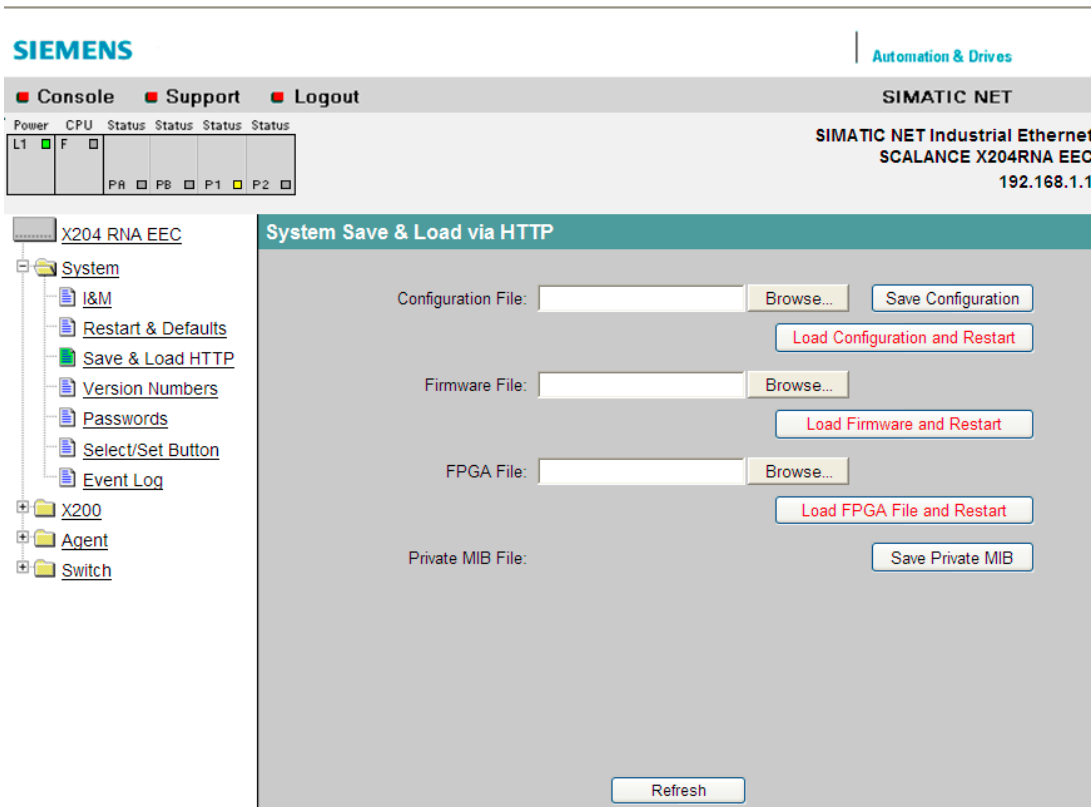 SIEMENS
Automation & Drives
Console Support Logout SIMATIC NET
Power CPU Status Status Status Status
L1 F PA PB P1 P2
SIMATIC NET Industrial Ethernet
SCALANCE X204RNA EEC
192.168.1.1
X204 RNA EEC
System
I&M
Restart & Defaults
Save & Load HTTP
Version Numbers
Passwords
Select/Set Button
Event Log
X200
Agent
Switch
System Save & Load via HTTP
Configuration File: Browse... Save Configuration
Load Configuration and Restart
Firmware File: Browse...
Load Firmware and Restart
FPGA File: Browse...
Load FPGA File and Restart
Private MIB File: Save Private MIB
Refresh